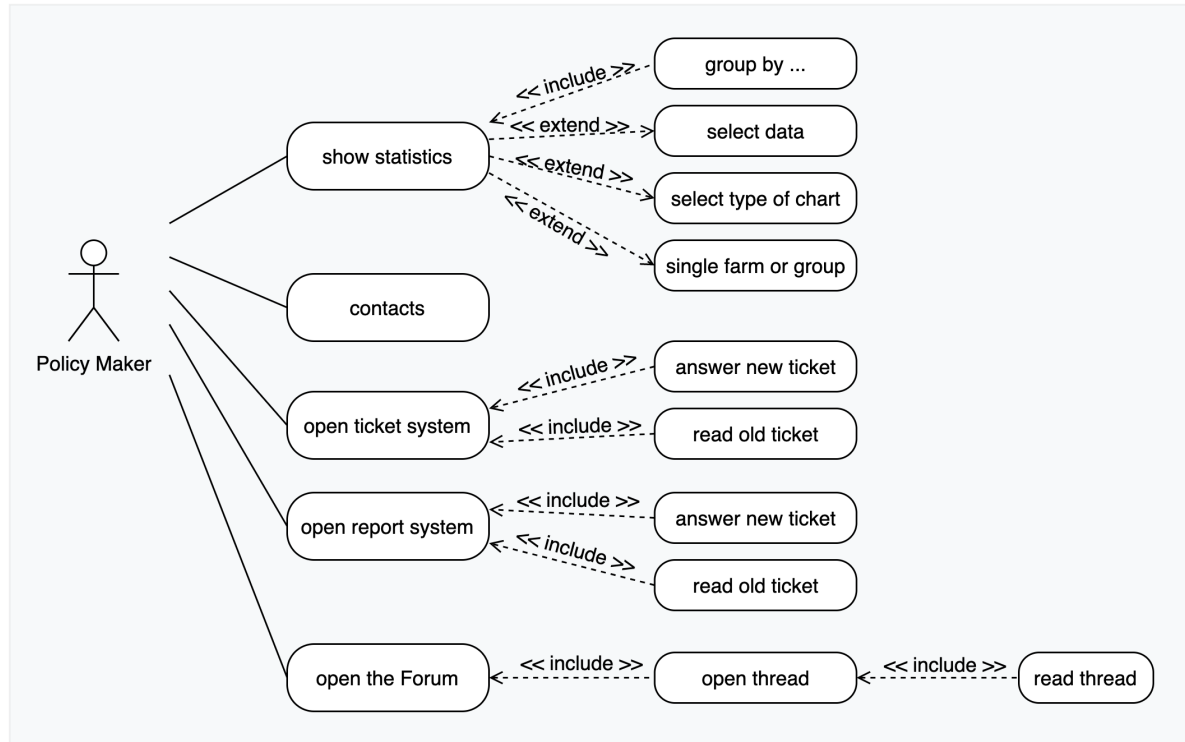 << include >>
group by ...
<< extend >>
select data
show statistics
<< extend >>
select type of chart
<< extend >>
single farm or group
contacts
Policy Maker
<< include >>
answer new ticket
open ticket system
<< include >>
read old ticket
<< include >>
answer new ticket
open report system
<< include >>
read old ticket
open the Forum
<< include >>
open thread
<< include >>
read thread